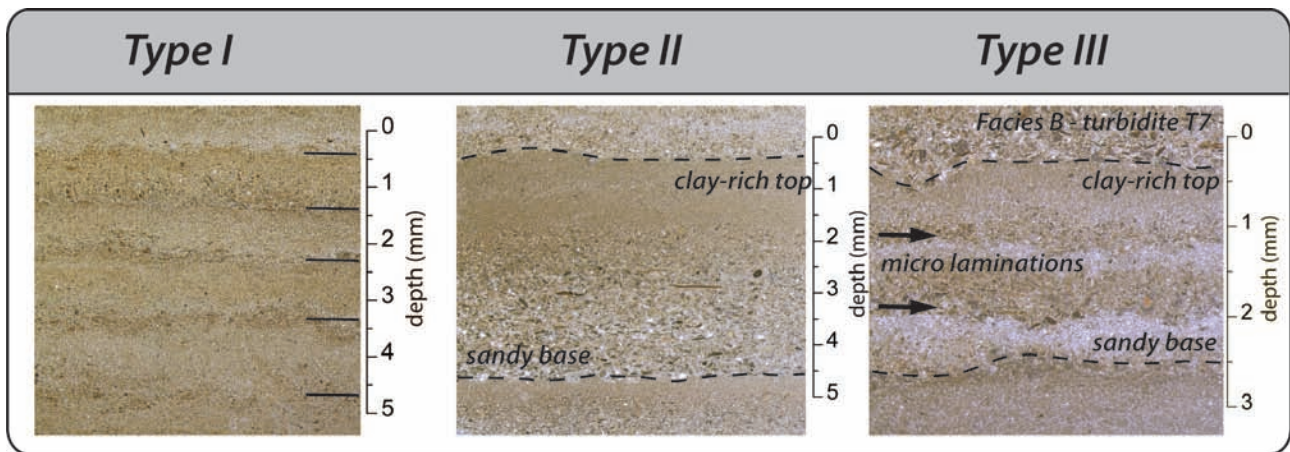 Type I
Type II
Type III
0
1
2
3
4
5
depth (mm)
clay-rich top
sandy base
0
1
2
3
4
5
depth (mm)
Facies B - turbidite T7
clay-rich top
micro laminations
sandy base
0
1
2
3
depth (mm)